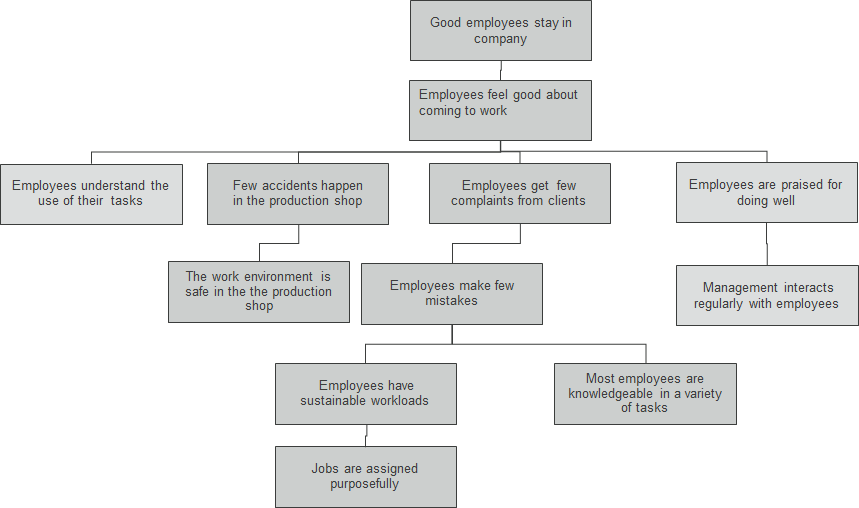 Good employees stay in
company
Employees feel good about
coming to work
Employees understand the
use of their tasks
Few accidents happen
in the production shop
Employees get few
complaints from clients
Employees are praised for
doing well
The work environment is
safe in the the production
shop
Employees make few
mistakes
Management interacts
regularly with employees
Employees have
sustainable workloads
Most employees are
knowledgeable in a variety
of tasks
Jobs are assigned
purposefully